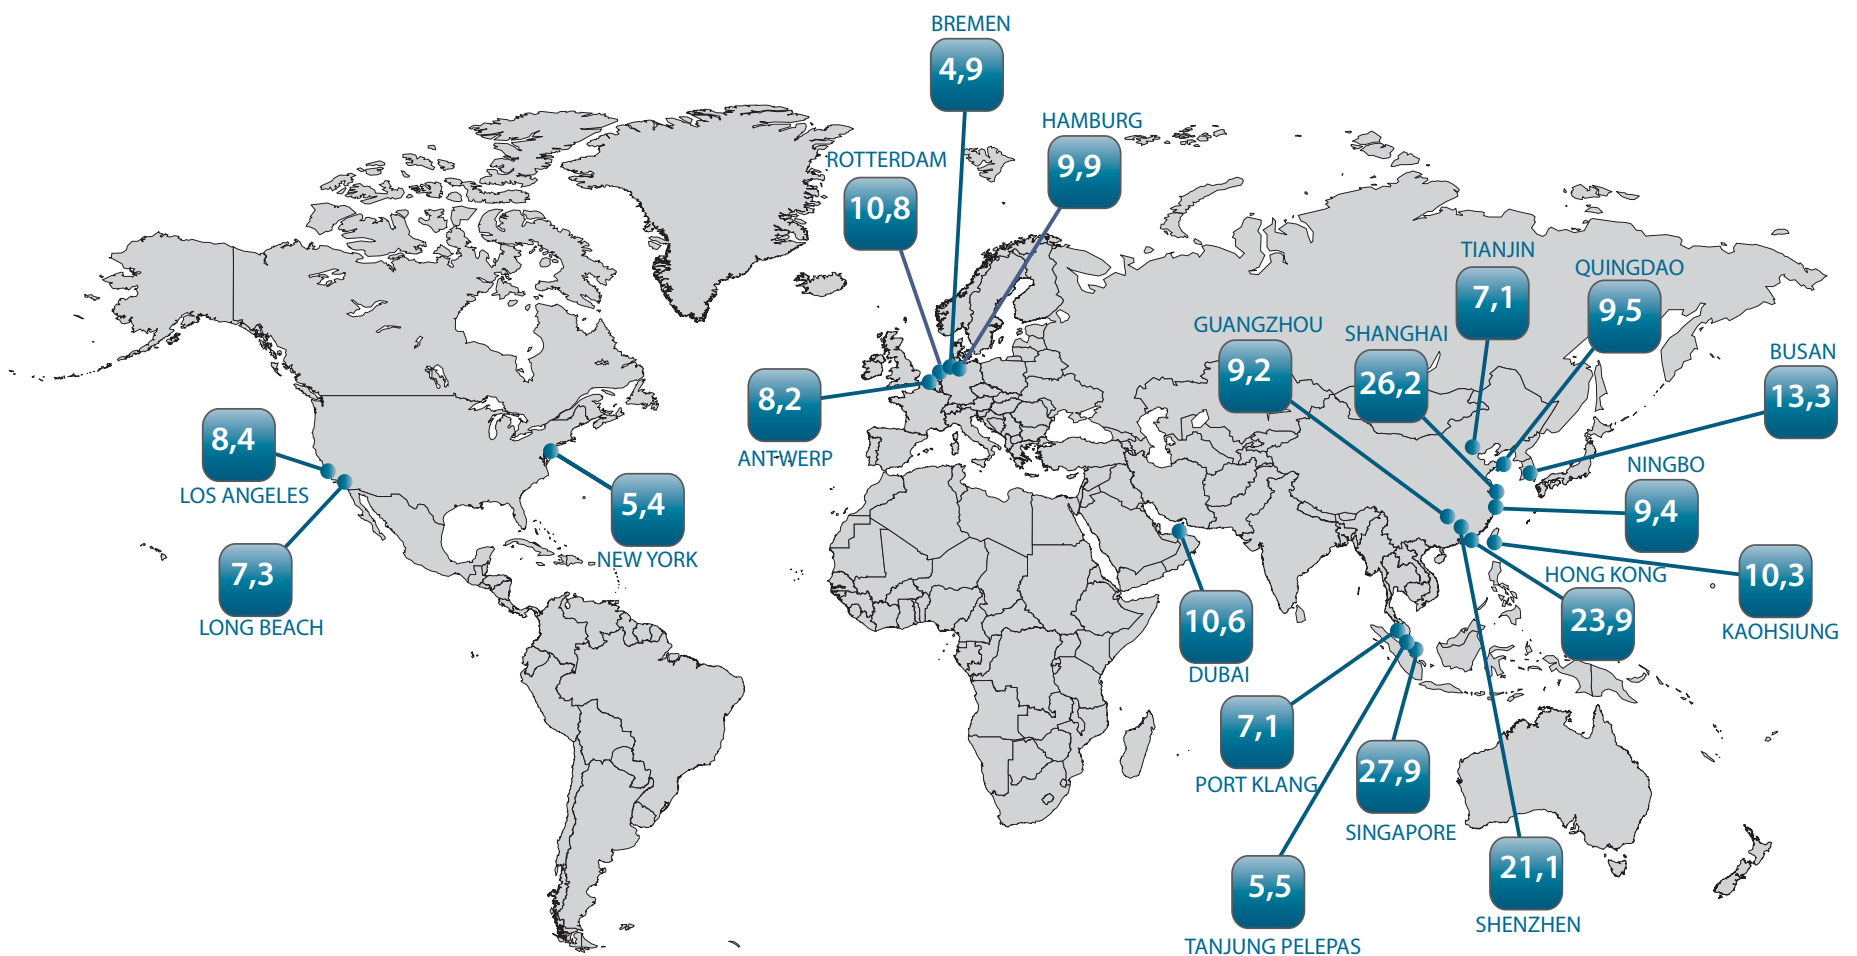 BREMEN
4,9
HAMBURG
9,9
ROTTERDAM
10,8
8,2
ANTWERP
8,4
LOS ANGELES
7,3
LONG BEACH
5,4
NEW YORK
TIANJIN
7,1
QUINGDAO
9,5
GUANGZHOU
9,2
SHANGHAI
26,2
BUSAN
13,3
NINGBO
9,4
HONG KONG
23,9
10,3
KAOHSIUNG
10,6
DUBAI
7,1
PORT KLANG
27,9
SINGAPORE
5,5
TANJUNG PELEPAS
21,1
SHENZHEN